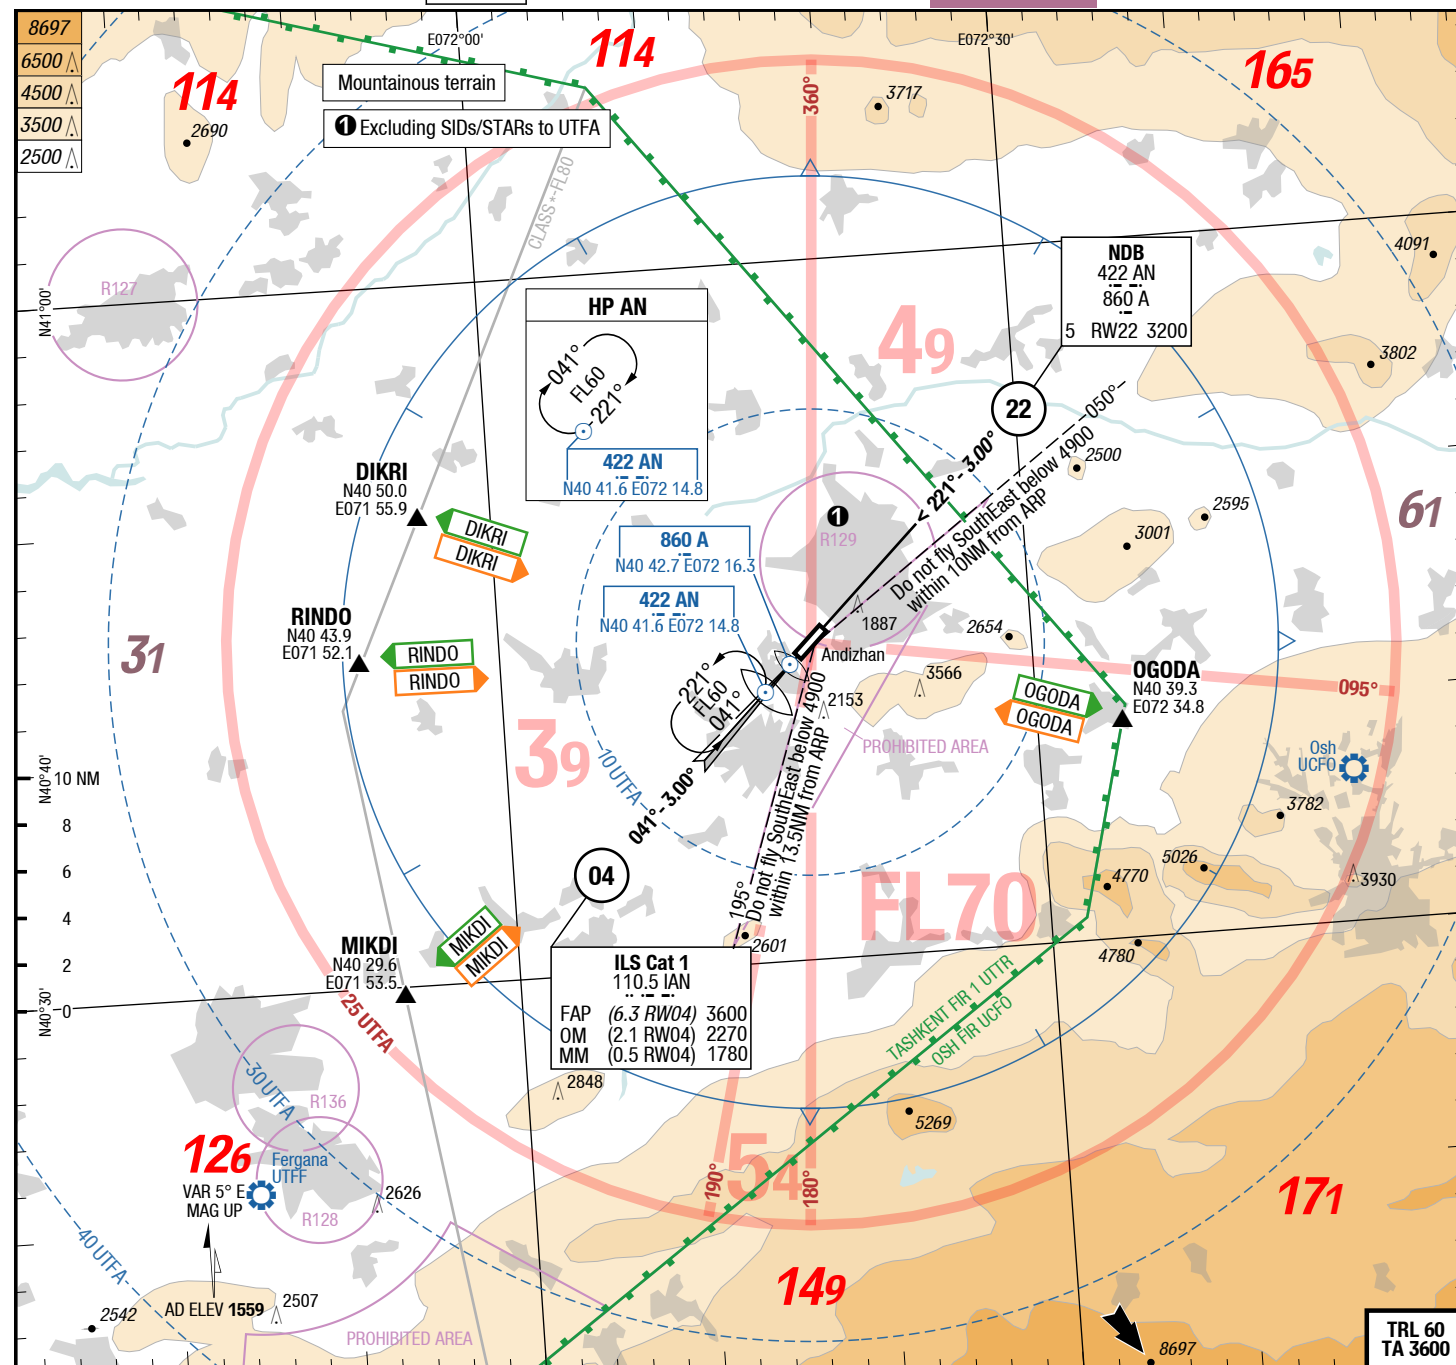 8697
6500
4500
3500
2500
E072°00'
E072°30'
114
114
165
Mountainous terrain
❶ Excluding SIDs/STARs to UTFA
2690
3717
360°
CLASS *-FL80
R127
N41°00'
4091
NDB
422 AN
860 A
5 RW22 3200
3802
HP AN
041°
FL60
221°
422 AN
N40 41.6 E072 14.8
49
22
050°
2500
< 221°- 3.00°
Do not fly SouthEast below 4900
within 10NM from ARP
DIKRI
N40 50.0
E071 55.9
DIKRI
DIKRI
860 A
N40 42.7 E072 16.3
422 AN
N40 41.6 E072 14.8
❶
R129
2595
3001
61
1887
2654
Andizhan
RINDO
N40 43.9
E071 52.1
RINDO
RINDO
31
221°
FL60
041°
3566
2153
OGODA
N40 39.3
E072 34.8
OGODA
OGODA
095°
PROHIBITED AREA
Osh
UCFO
39
10 UTFA
N40°40'
10 NM
8
6
4
2
0
N40°30'
041°- 3.00°
04
195°
Do not fly SouthEast below 4900
within 13.5NM from ARP
3782
5026
4770
3930
FL70
4780
2601
MIKDI
N40 29.6
E071 53.5
MIKDI
MIKDI
ILS Cat 1
110.5 IAN
FAP (6.3 RW04) 3600
OM (2.1 RW04) 2270
MM (0.5 RW04) 1780
25 UTFA
TASHKENT FIR 1 UTTR
OSH FIR UCFO
30 UTFA
R136
2848
5269
126
Fergana
UTFF
VAR 5° E
MAG UP
R128
2626
54
190°
180°
171
40 UTFA
149
AD ELEV 1559
2507
2542
PROHIBITED AREA
8697
TRL 60
TA 3600